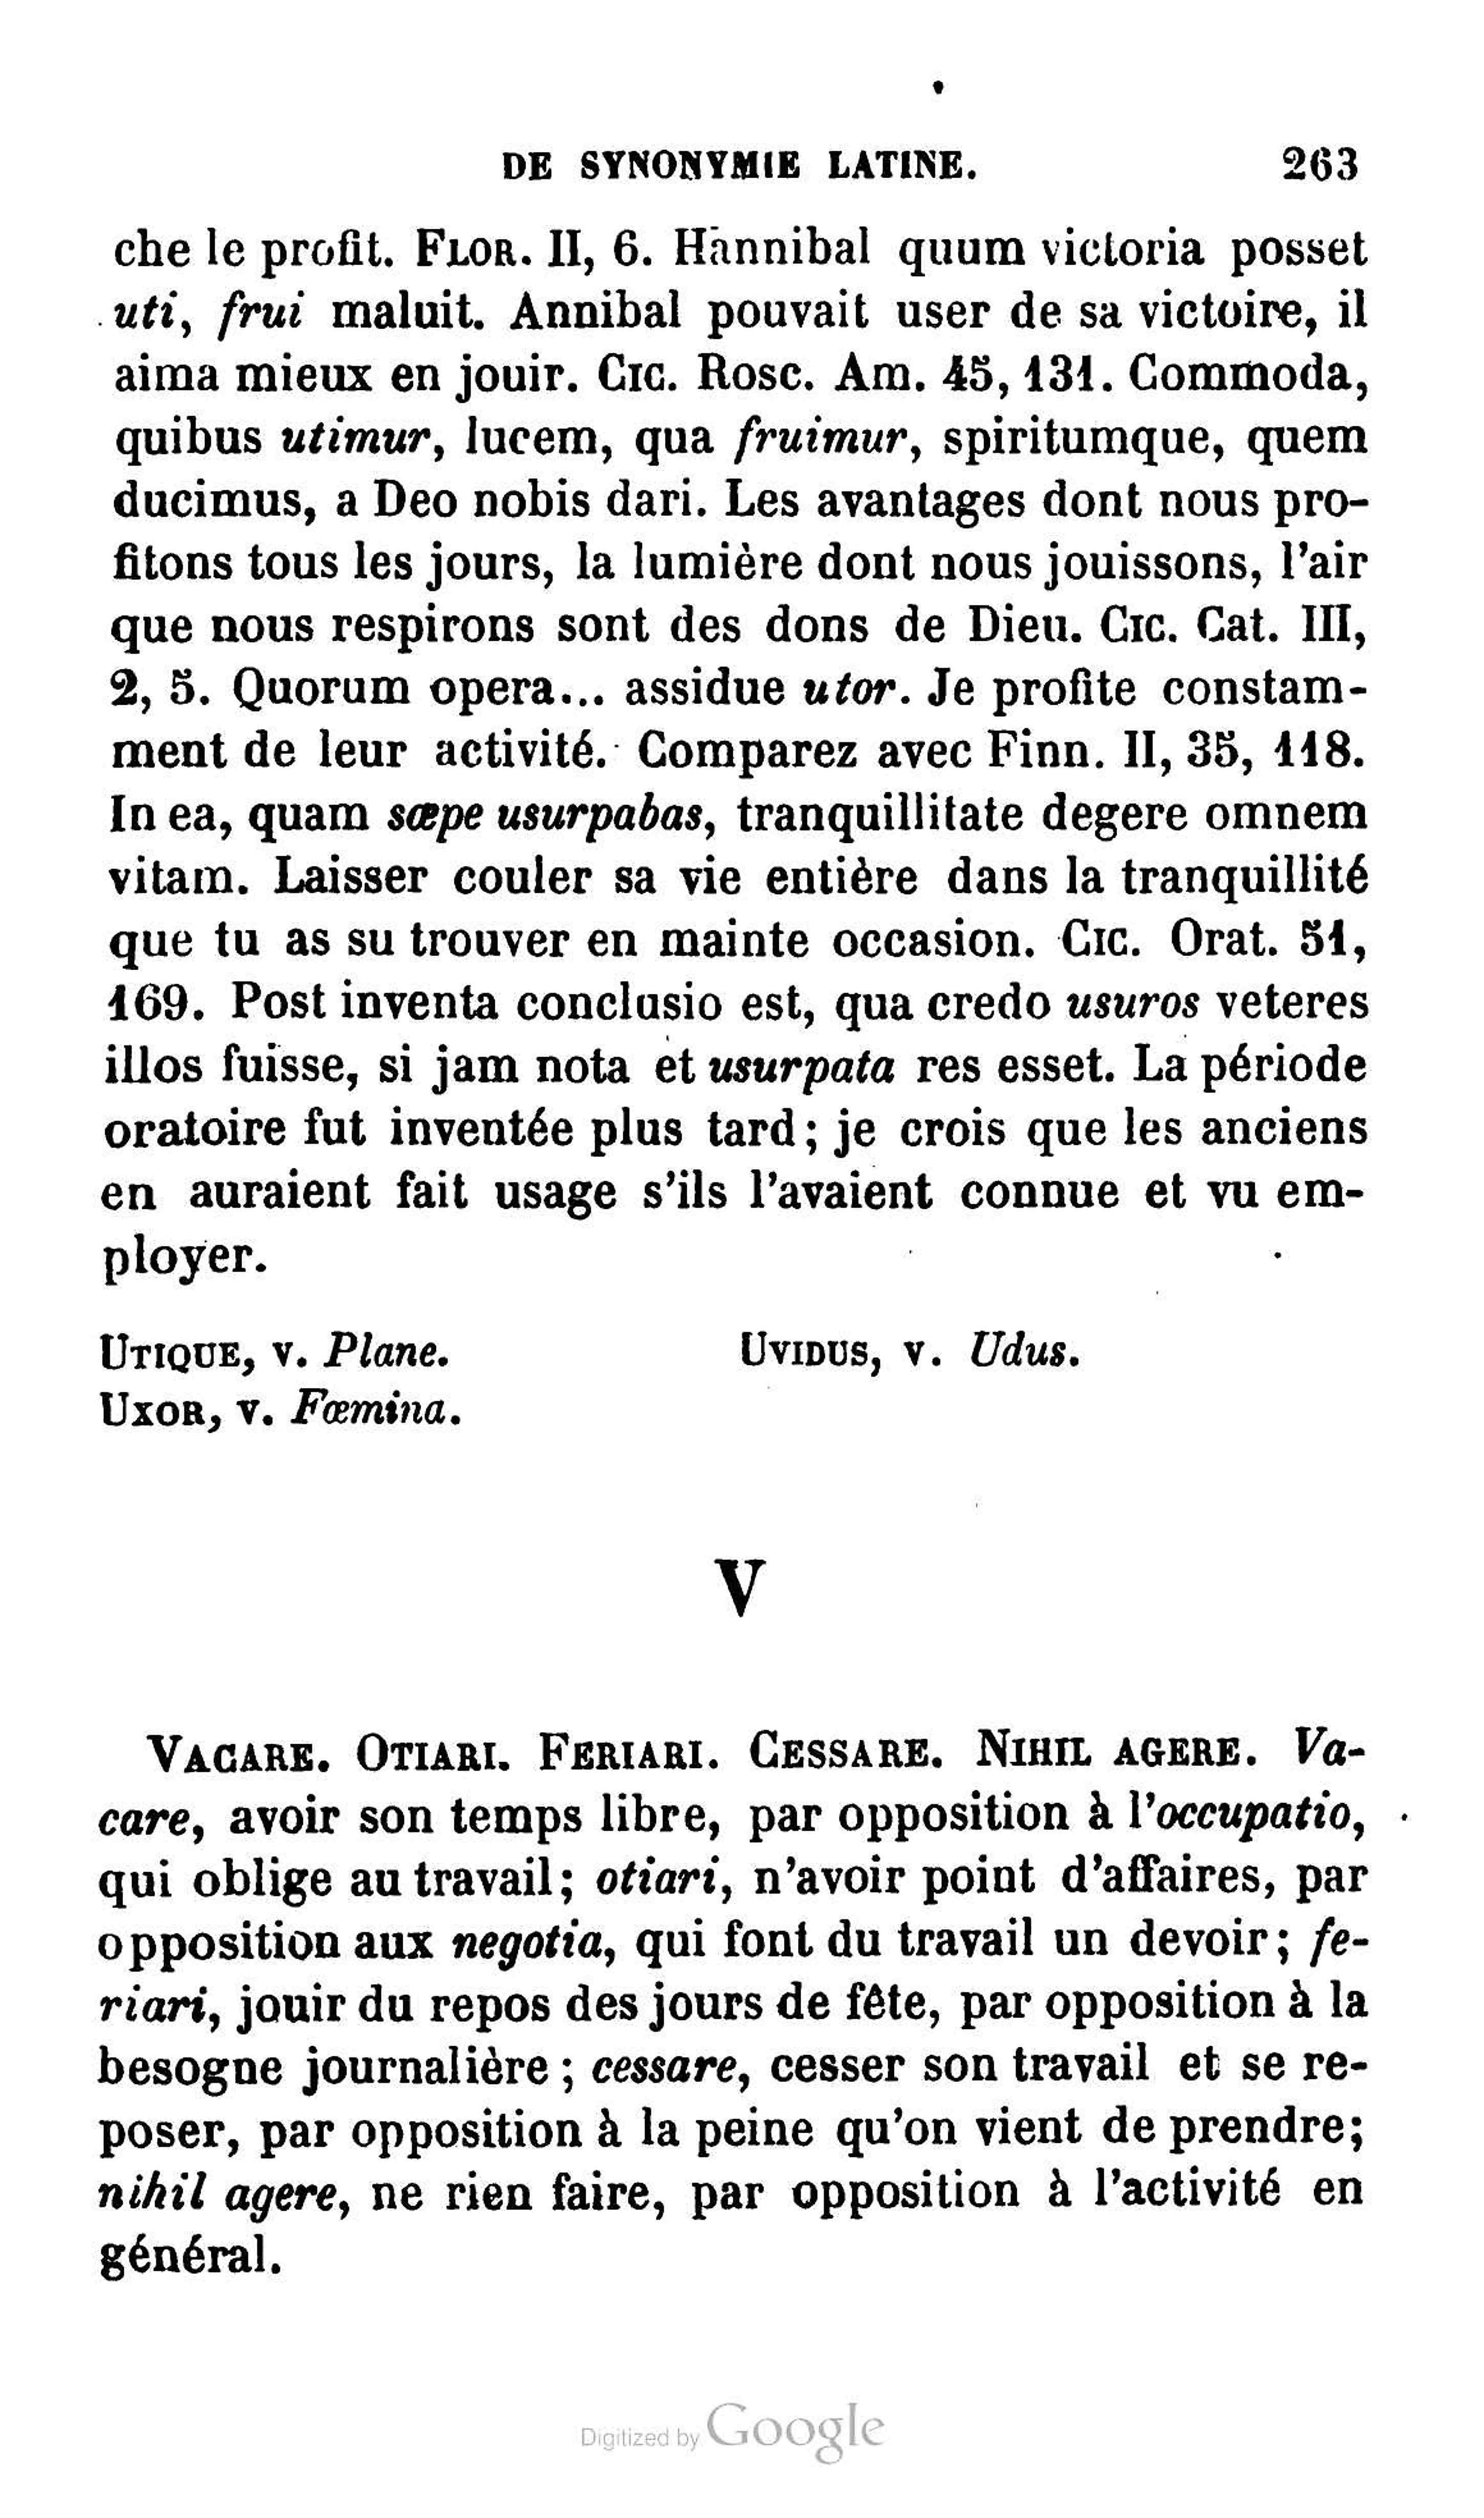 DE SYNONYMIE LATINE. 263
che le profit. FLOR. II, 6. Hannibal quum victoria posset
uti, frui maluit. Annibal pouvait user de sa victoire, il
aima mieux en jouir. CIC. Rosc. Am. 45, 131. Commoda,
quibus utimur, lucem, qua fruimur, spiritumque, quem
ducimus, a Deo nobis dari. Les avantages dont nous pro-
fitons tous les jours, la lumière dont nous jouissons, l'air
que nous respirons sont des dons de Dieu. CIC. Cat. III,
2, 5. Quorum opera... assidue utor. Je profite constam-
ment de leur activité. Comparez avec Finn. II, 35, 118.
In ea, quam sæpe usurpabas, tranquillitate degere omnem
vitam. Laisser couler sa vie entière dans la tranquillité
que tu as su trouver en mainte occasion. CIC. Orat. 51,
169. Post inventa conclusio est, qua credo usuros veteres
illos fuisse, si jam nota et usurpata res esset. La période
oratoire fut inventée plus tard; je crois que les anciens
en auraient fait usage s'ils l'avaient connue et vu em-
ployer.
UTIQUE, v. Plane.
UXOR, v. Fœmina.
UVIDUS, v. Udus.
V
VACARE. OTIARI. FERIARI. CESSARE. NIHIL AGERE. Va-
care, avoir son temps libre, par opposition à l'occupatio,
qui oblige au travail; otiari, n'avoir point d'affaires, par
opposition aux negotia, qui font du travail un devoir; fe-
riari, jouir du repos des jours de fête, par opposition à la
besogne journalière; cessare, cesser son travail et se re-
poser, par opposition à la peine qu'on vient de prendre;
nihil agere, ne rien faire, par opposition à l'activité en
général.
Digitized by Google